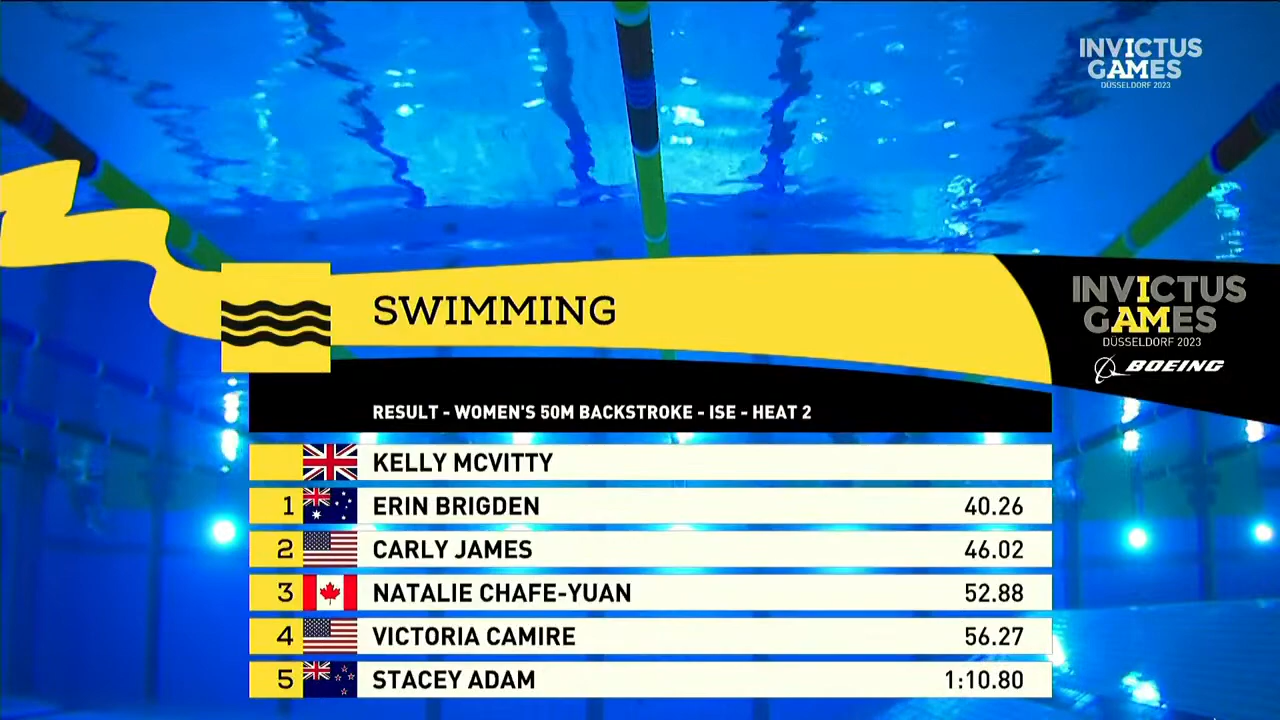 INVICTUS
GAMES
DÜSSELDORF 2023
SWIMMING
INVICTUS
GAMES
DÜSSELDORF 2023
BOEING
RESULT - WOMEN'S 50M BACKSTROKE - ISE - HEAT 2
KELLY MCVITTY
1 ERIN BRIGDEN 40.26
2 CARLY JAMES 46.02
3 NATALIE CHAFE-YUAN 52.88
4 VICTORIA CAMIRE 56.27
5 STACEY ADAM 1:10.80